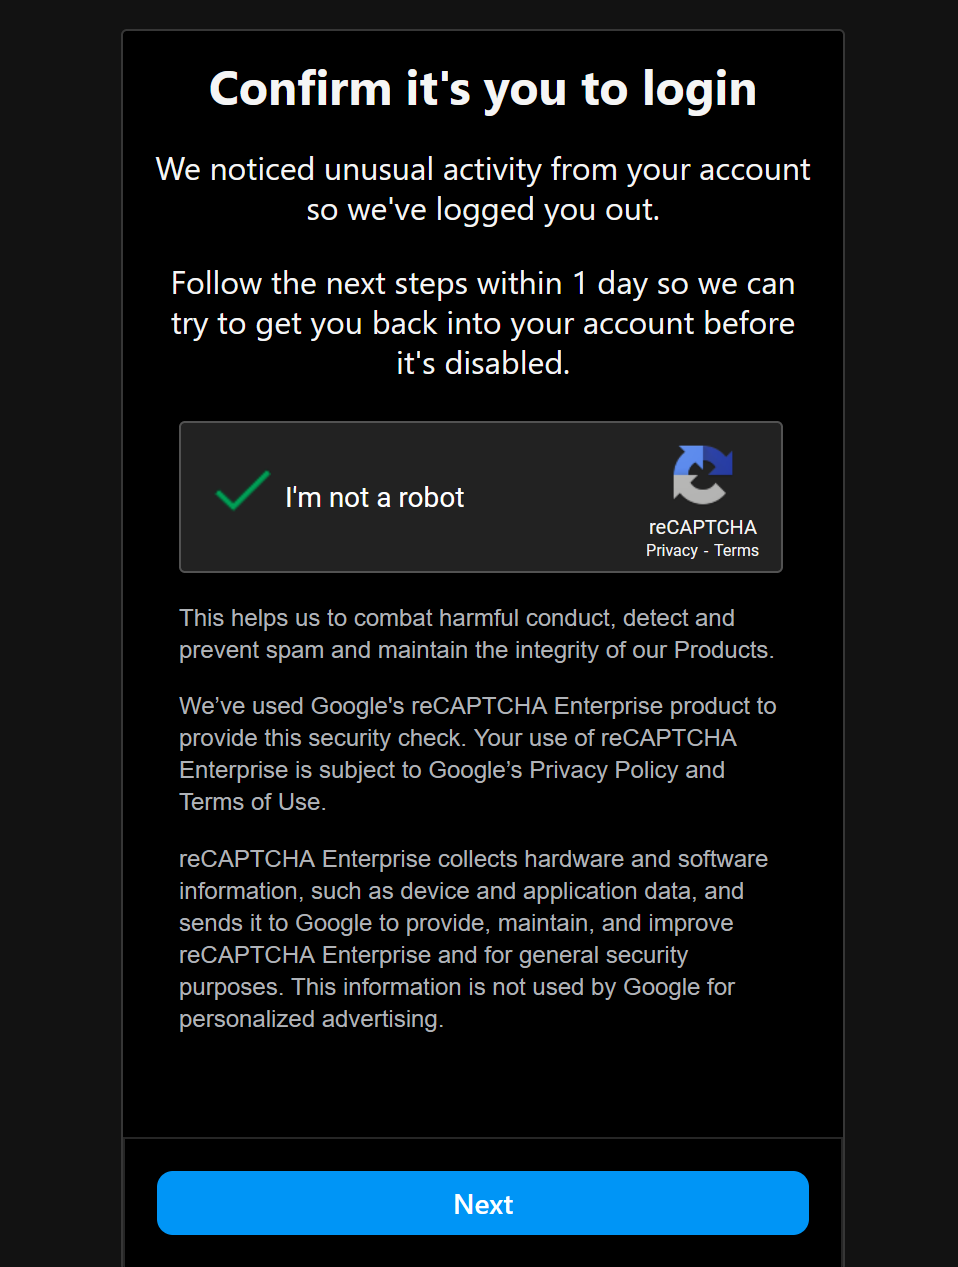 Confirm it's you to login
We noticed unusual activity from your account
so we've logged you out.
Follow the next steps within 1 day so we can
try to get you back into your account before
it's disabled.
I'm not a robot
reCAPTCHA
Privacy - Terms
This helps us to combat harmful conduct, detect and
prevent spam and maintain the integrity of our Products.
We’ve used Google's reCAPTCHA Enterprise product to
provide this security check. Your use of reCAPTCHA
Enterprise is subject to Google’s Privacy Policy and
Terms of Use.
reCAPTCHA Enterprise collects hardware and software
information, such as device and application data, and
sends it to Google to provide, maintain, and improve
reCAPTCHA Enterprise and for general security
purposes. This information is not used by Google for
personalized advertising.
Next